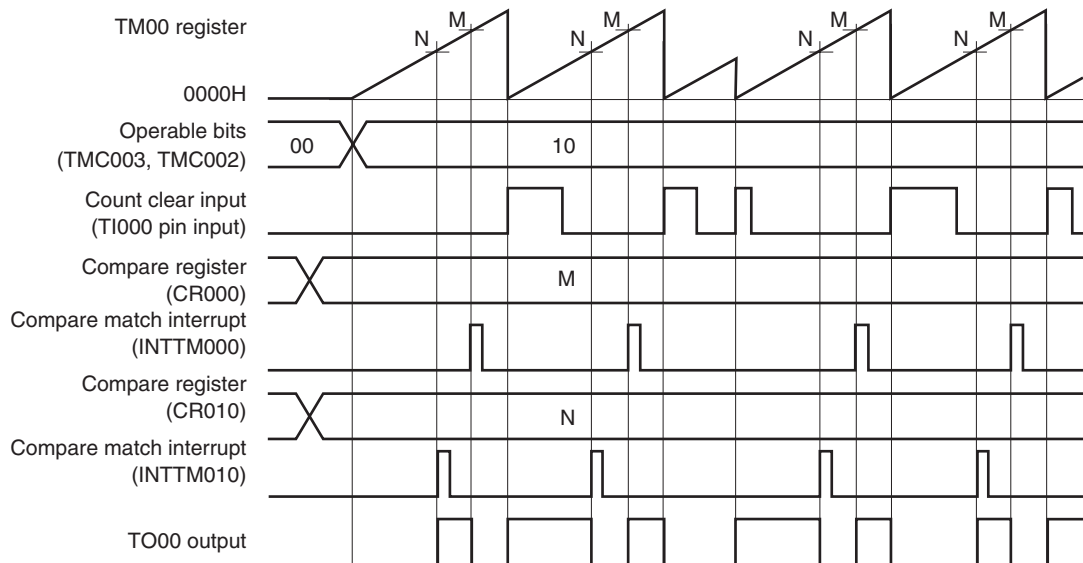 TM00 register
N M N M N M N M
0000H
Operable bits
(TMC003, TMC002)
00 10
Count clear input
(TI000 pin input)
Compare register
(CR000)
M
Compare match interrupt
(INTTM000)
Compare register
(CR010)
N
Compare match interrupt
(INTTM010)
TO00 output